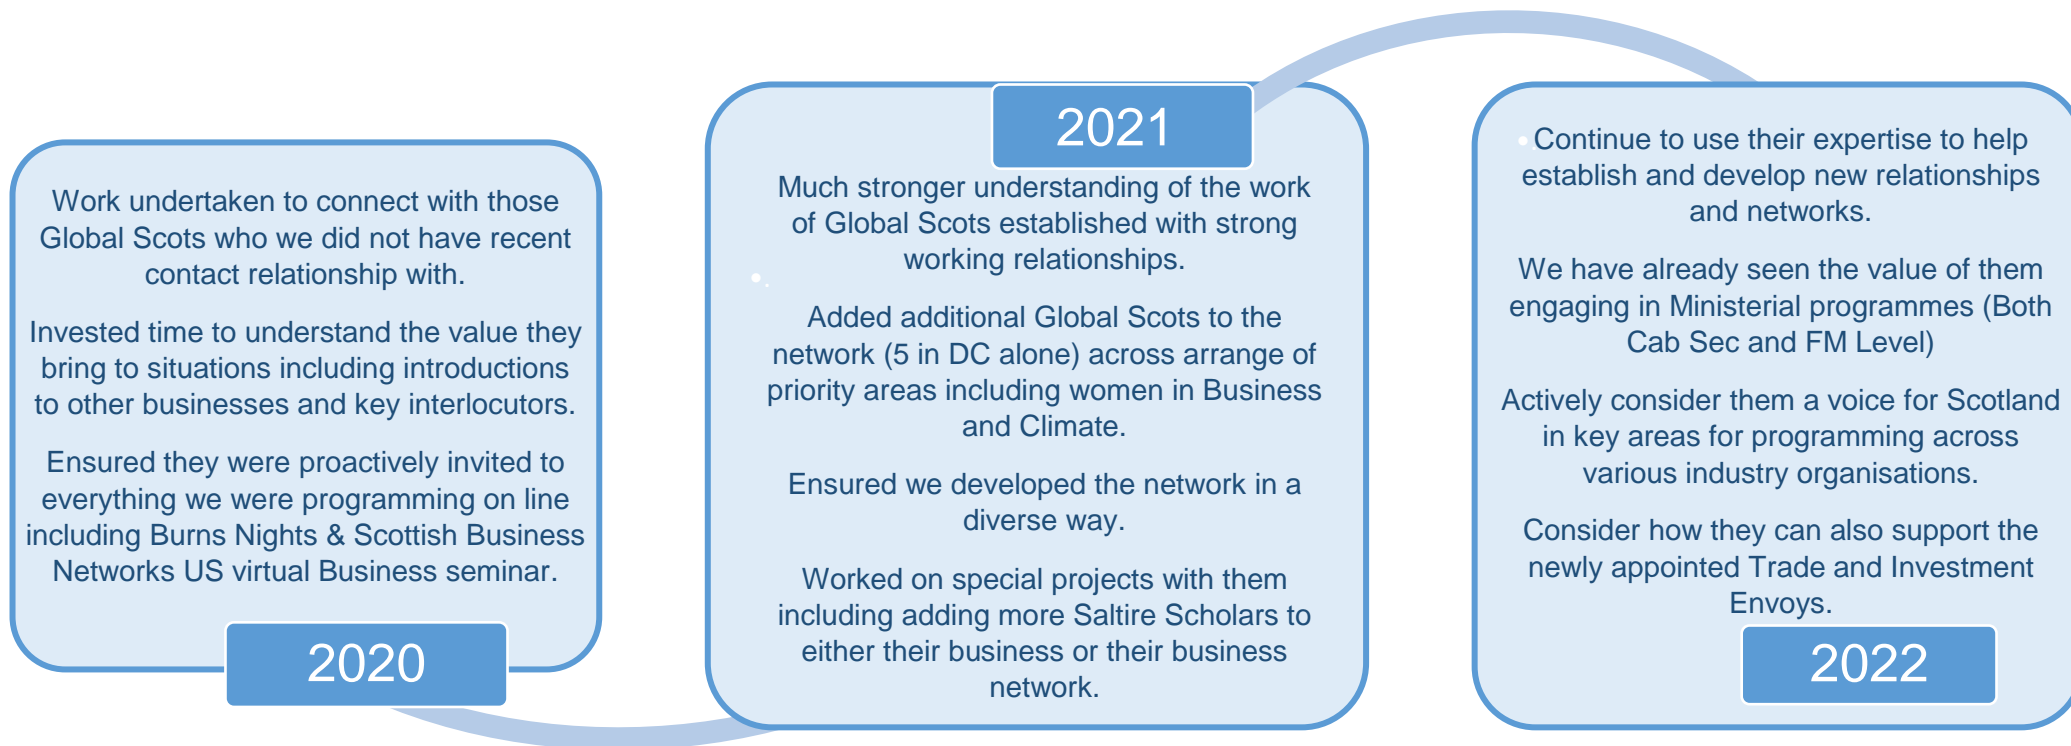 Work undertaken to connect with those
Global Scots who we did not have recent
contact relationship with.
Invested time to understand the value they
bring to situations including introductions
to other businesses and key interlocutors.
Ensured they were proactively invited to
everything we were programming on line
including Burns Nights & Scottish Business
Networks US virtual Business seminar.
2020
2021
Much stronger understanding of the work
of Global Scots established with strong
working relationships.
Added additional Global Scots to the
network (5 in DC alone) across arrange of
priority areas including women in Business
and Climate.
Ensured we developed the network in a
diverse way.
Worked on special projects with them
including adding more Saltire Scholars to
either their business or their business
network.
Continue to use their expertise to help
establish and develop new relationships
and networks.
We have already seen the value of them
engaging in Ministerial programmes (Both
Cab Sec and FM Level)
Actively consider them a voice for Scotland
in key areas for programming across
various industry organisations.
Consider how they can also support the
newly appointed Trade and Investment
Envoys.
2022